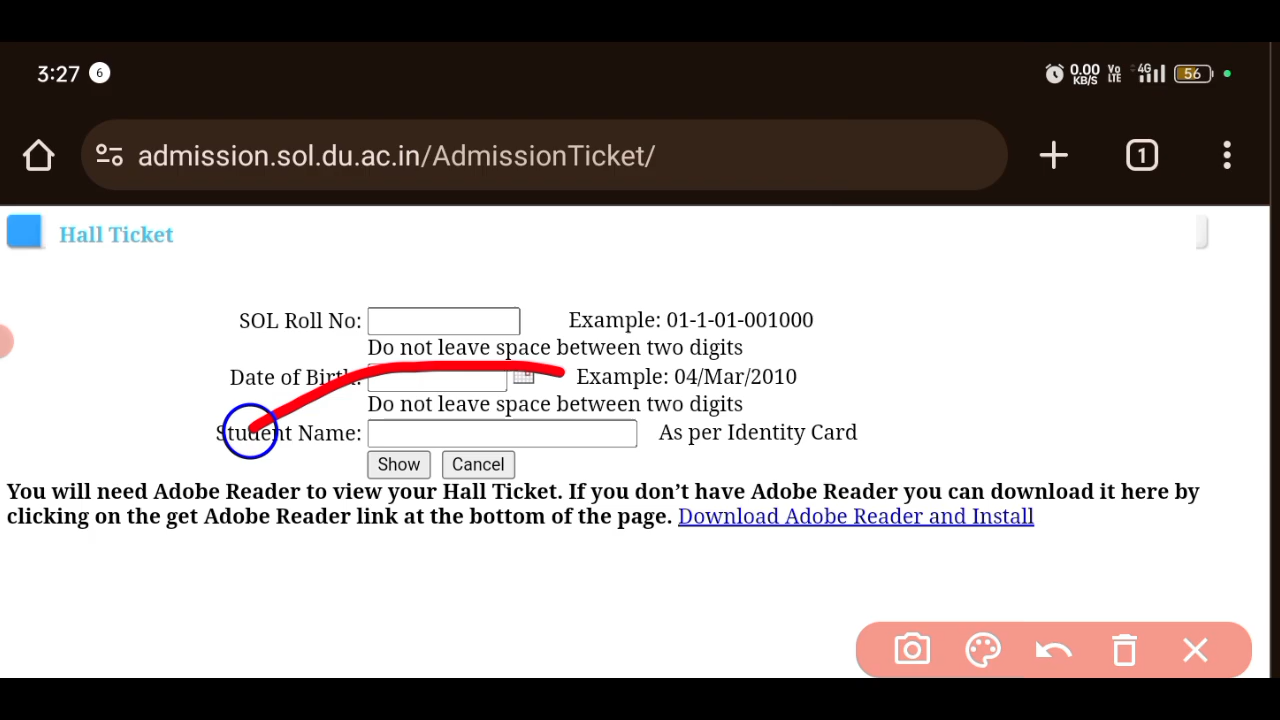 3:27 6 0.00 KB/S Vo LTE 4G 56
admission.sol.du.ac.in/AdmissionTicket/ 1
Hall Ticket
SOL Roll No: Example: 01-1-01-001000
Do not leave space between two digits
Date of Birth: Example: 04/Mar/2010
Do not leave space between two digits
Student Name: As per Identity Card
Show Cancel
You will need Adobe Reader to view your Hall Ticket. If you don’t have Adobe Reader you can download it here by
clicking on the get Adobe Reader link at the bottom of the page. Download Adobe Reader and Install